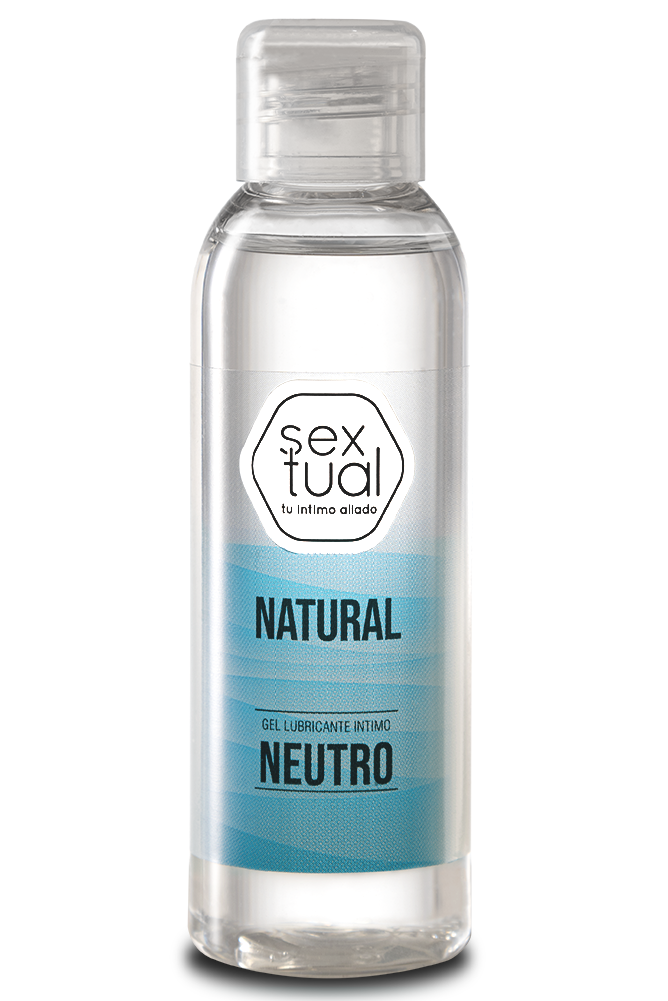 sex
tual
tu intimo aliado
NATURAL
GEL LUBRICANTE INTIMO
NEUTRO